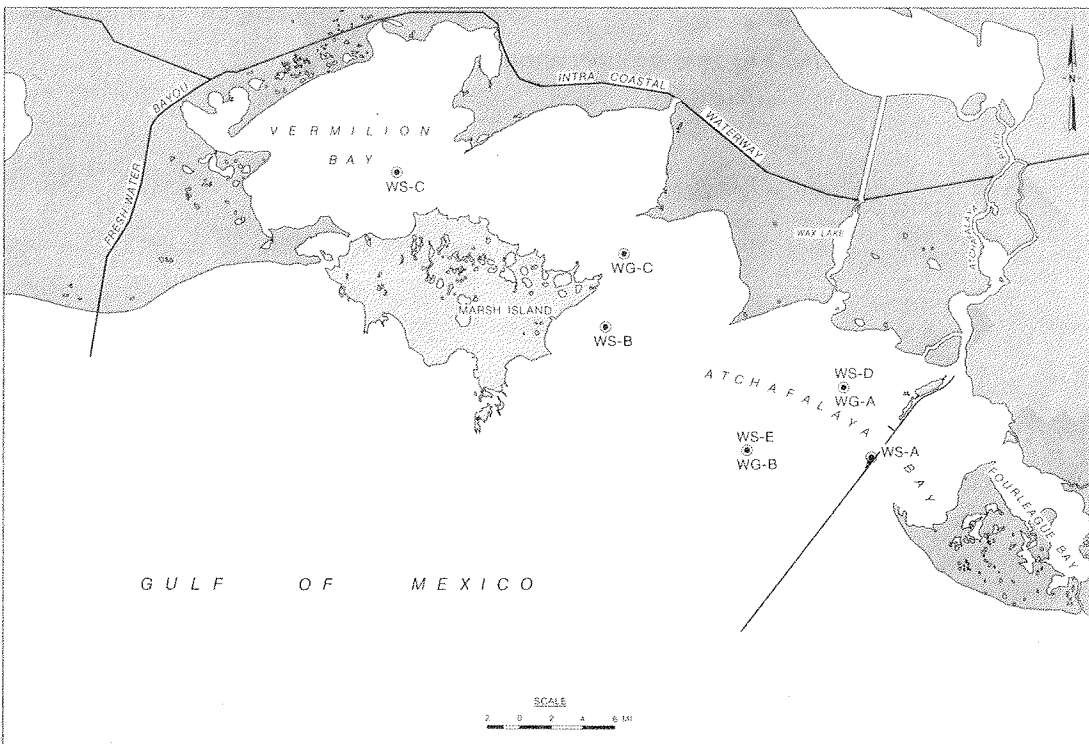 N
INTRA COASTAL
WATERWAY
BAYOU
FRESH WATER
VERMILION
BAY
WS-C
RIVER
ATCHAFALAYA
WAX LAKE
WG-C
MARSH ISLAND
WS-B
ATCHAFALAYA
BAY
WS-D
WG-A
WS-E
WG-B
WS-A
FOURLEAGUE BAY
GULF OF MEXICO
SCALE
2 0 2 4 6 MI